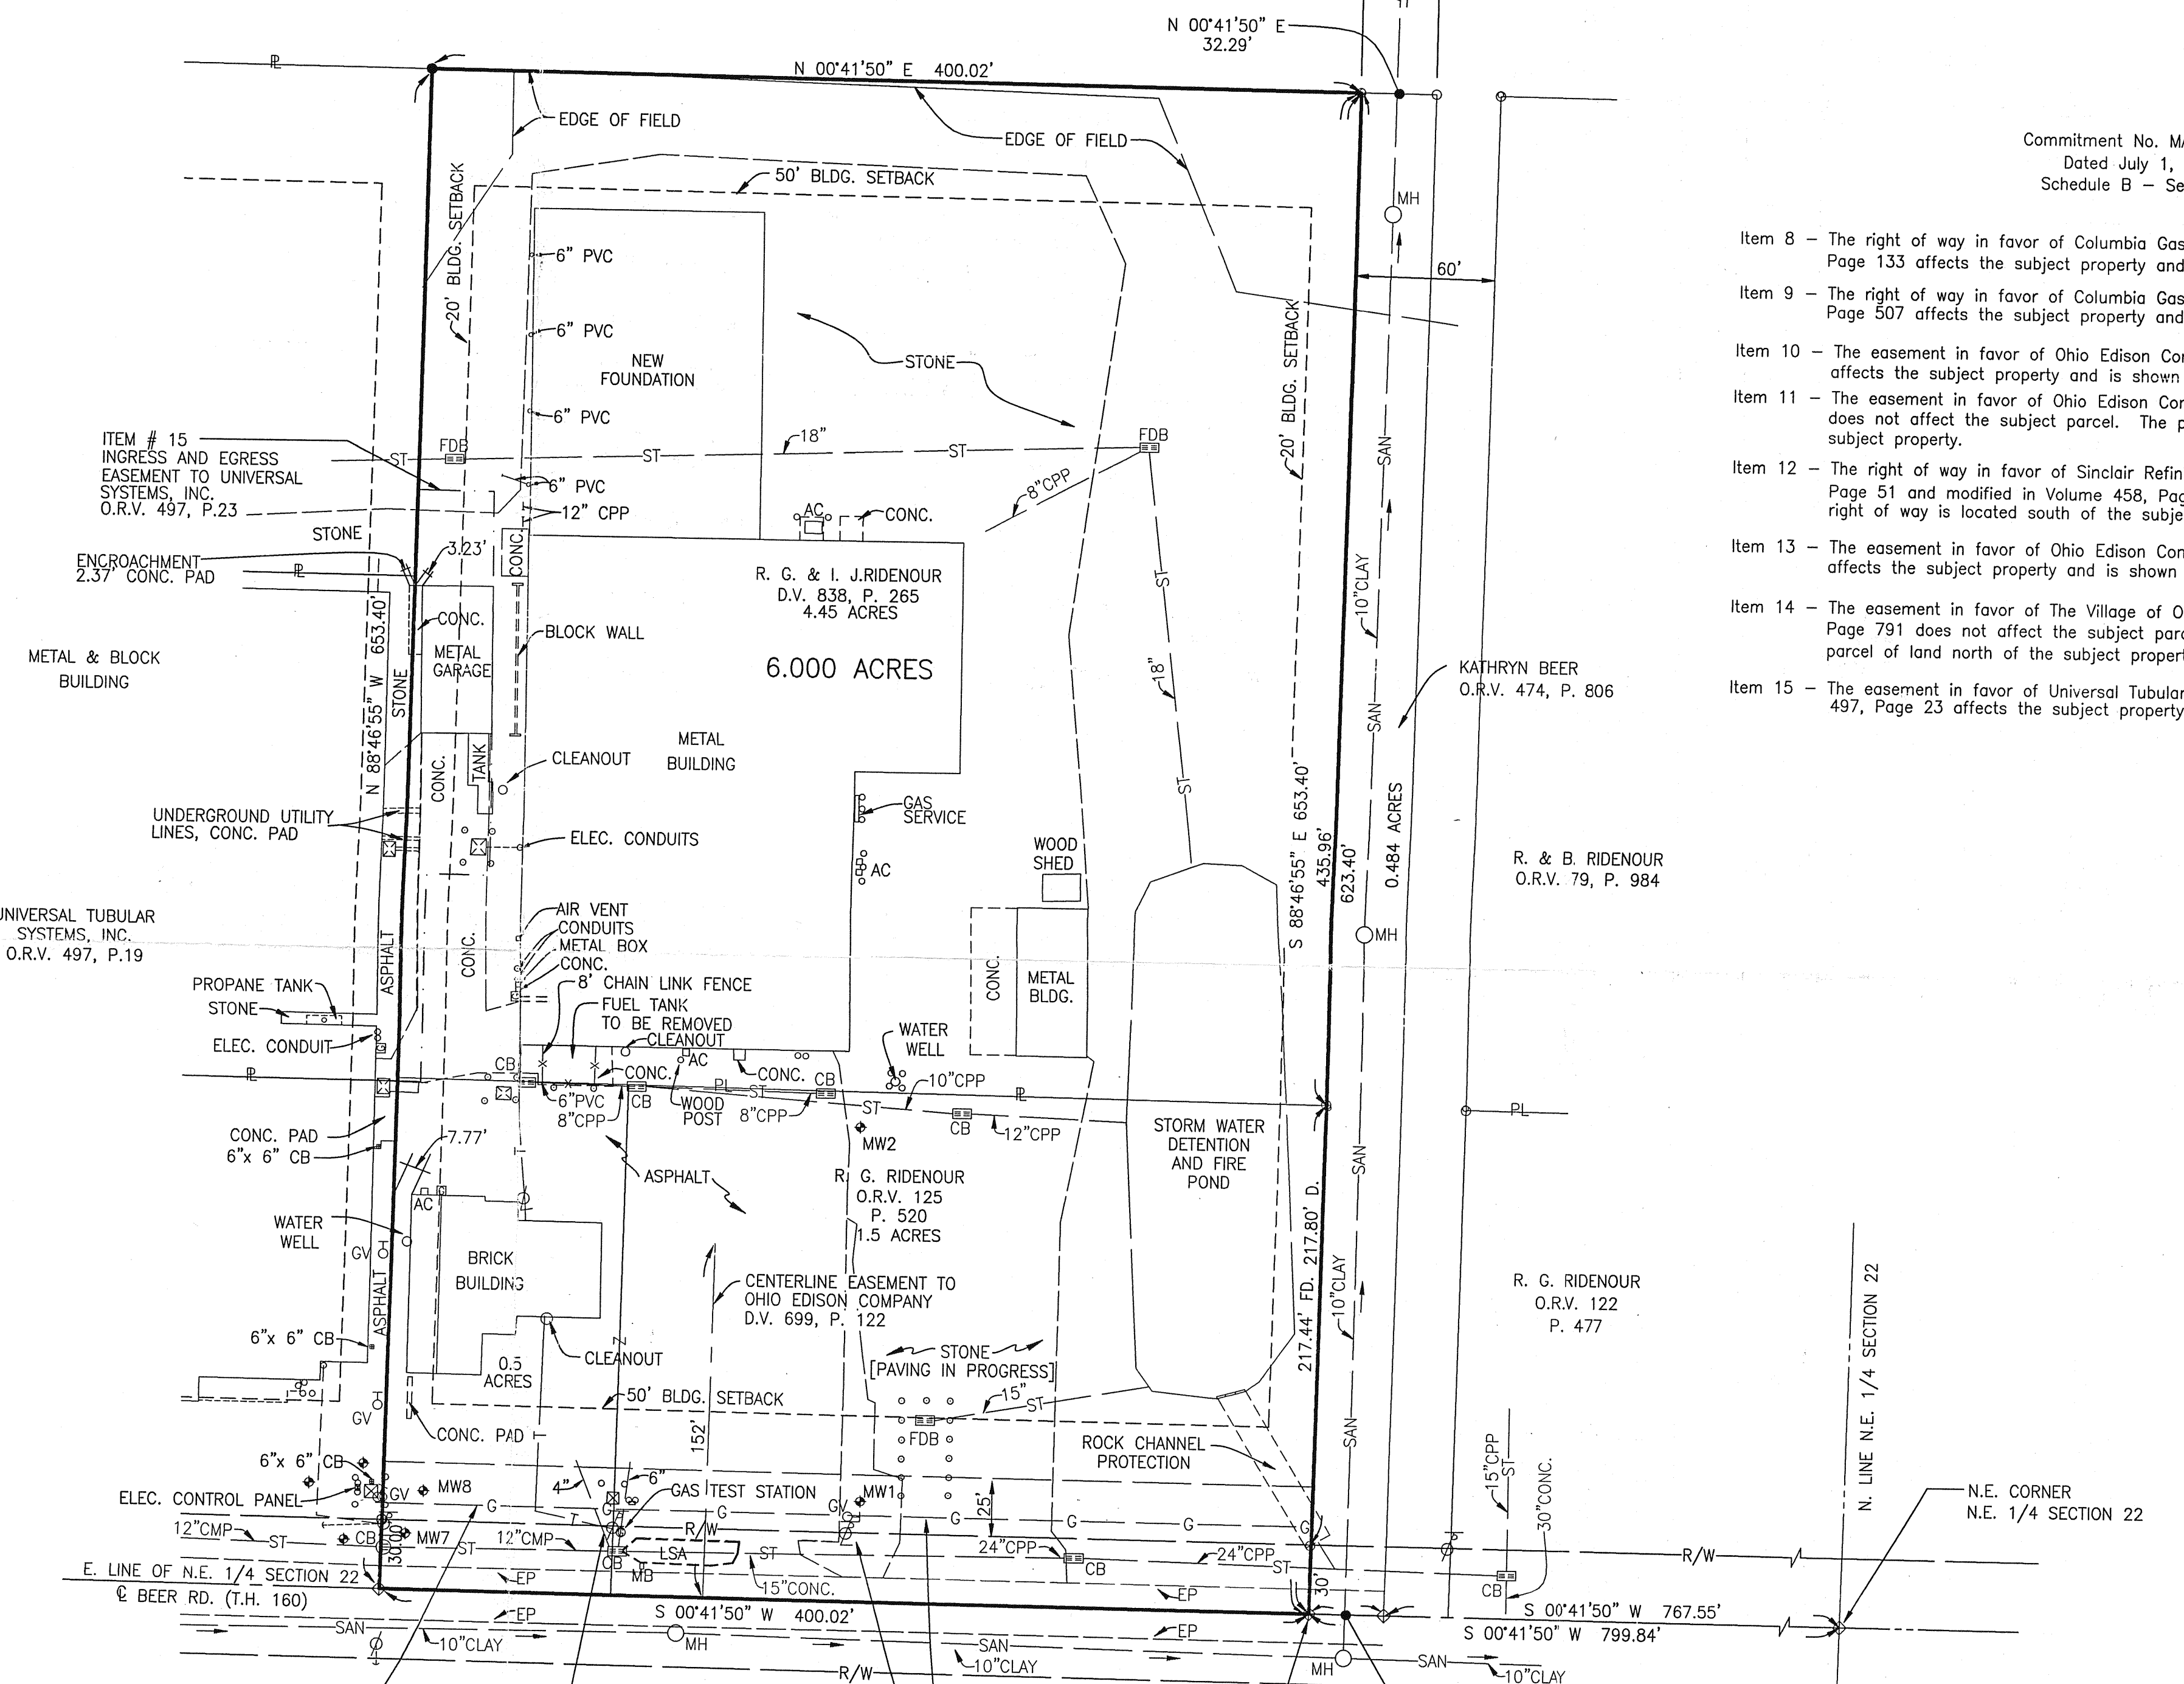 N 00°41'50" E
32.29'
℄
N 00°41'50" E 400.02'
EDGE OF FIELD
EDGE OF FIELD
50' BLDG. SETBACK
20' BLDG. SETBACK
MH
60'
6" PVC
6" PVC
6" PVC
6" PVC
12" CPP
NEW
FOUNDATION
STONE
20' BLDG. SETBACK
ITEM # 15
INGRESS AND EGRESS
EASEMENT TO UNIVERSAL
SYSTEMS, INC.
O.R.V. 497, P.23
ST
FDB
ST
18"
ST
FDB
8"CPP
SAN
STONE
AC
CONC.
CONC.
ENCROACHMENT
2.37' CONC. PAD
3.23'
R. G. & I. J.RIDENOUR
D.V. 838, P. 265
4.45 ACRES
6.000 ACRES
ST
10"CLAY
CONC.
METAL
GARAGE
BLOCK WALL
METAL & BLOCK
BUILDING
N 88°46'55" W 653.40'
STONE
18"
SAN
KATHRYN BEER
O.R.V. 474, P. 806
METAL
BUILDING
TANK
CONC.
CLEANOUT
ST
UNDERGROUND UTILITY
LINES, CONC. PAD
ELEC. CONDUITS
GAS
SERVICE
AC
WOOD
SHED
S 88°46'55" E 653.40'
435.96'
623.40'
0.484 ACRES
R. & B. RIDENOUR
O.R.V. 79, P. 984
SYSTEMS, INC.
O.R.V. 497, P.19
ASPHALT
CONC.
AIR VENT
CONDUITS
METAL BOX
CONC.
8' CHAIN LINK FENCE
FUEL TANK
TO BE REMOVED
CLEANOUT
MH
CONC.
METAL
BLDG.
PROPANE TANK
STONE
ELEC. CONDUIT
WATER
WELL
AC
CONC.
CONC.
CB
PL
ST
CB
10"CPP
6"PVC
8"CPP
CB
WOOD
POST
8"CPP
ST
CB
12"CPP
MW2
PL
CONC. PAD
6"x 6" CB
7.77'
ASPHALT
STORM WATER
DETENTION
AND FIRE
POND
SAN
R. G. RIDENOUR
O.R.V. 125
P. 520
1.5 ACRES
AC
WATER
WELL
GV
BRICK
BUILDING
ASPHALT
CENTERLINE EASEMENT TO
OHIO EDISON COMPANY
D.V. 699, P. 122
217.44' FD. 217.80' D.
10"CLAY
R. G. RIDENOUR
O.R.V. 122
P. 477
N. LINE N.E. 1/4 SECTION 22
6"x 6" CB
CLEANOUT
0.5
ACRES
STONE
[PAVING IN PROGRESS]
50' BLDG. SETBACK
15"
ST
GV
152'
FDB
CONC. PAD
ROCK CHANNEL
PROTECTION
SAN
15"CPP
ST
30"CONC.
6"x 6" CB
4"
6"
ELEC. CONTROL PANEL
GV
MW8
G
GAS TEST STATION
MW1
GV
25'
G
G
G
G
G
N.E. CORNER
N.E. 1/4 SECTION 22
12"CMP
ST
CB
MW7
30.0'
ST
12"CMP
R/W
CB
LSA
MB
ST
15"CONC.
24"CPP
CB
24"CPP
ST
R/W
E. LINE OF N.E. 1/4 SECTION 22
℄ BEER RD. (T.H. 160)
EP
EP
30'
CB
S 00°41'50" W 400.02'
S 00°41'50" W 767.55'
S 00°41'50" W 799.84'
EP
SAN
10"CLAY
MH
EP
SAN
10"CLAY
R/W
MH
SAN
10"CLAY
Commitment No.
Dated July 1,
Schedule B –
Item 8 – The right of way in favor of Columbia Gas
Page 133 affects the subject property and
Item 9 – The right of way in favor of Columbia Gas
Page 507 affects the subject property and
Item 10 – The easement in favor of Ohio Edison
affects the subject property and is shown
Item 11 – The easement in favor of Ohio Edison
does not affect the subject parcel. The
subject property.
Item 12 – The right of way in favor of Sinclair
Page 51 and modified in Volume 458,
right of way is located south of the
Item 13 – The easement in favor of Ohio Edison
affects the subject property and is shown
Item 14 – The easement in favor of The Village of
Page 791 does not affect the subject
parcel of land north of the subject
Item 15 – The easement in favor of Universal Tubular
497, Page 23 affects the subject property